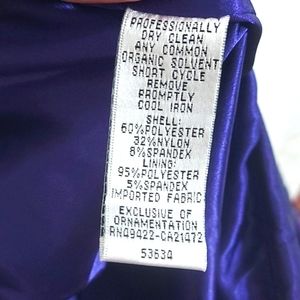 PROFESSIONALLY
DRY CLEAN
ANY COMMON
ORGANIC SOLVENT
SHORT CYCLE
REMOVE
PROMPTLY
COOL IRON
SHELL:
60%POLYESTER
32%NYLON
8%SPANDEX
LINING:
95%POLYESTER
5%SPANDEX
IMPORTED FABRIC
EXCLUSIVE OF
ORNAMENTATION
RN49422-CA21472
53634